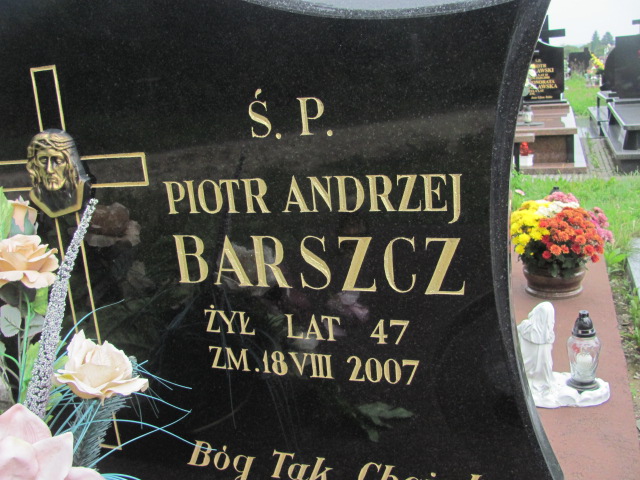 Ś. P.
PIOTR ANDRZEJ
BARSZCZ
ŻYŁ LAT 47
ZM. 18 VIII 2007
Bóg Tak